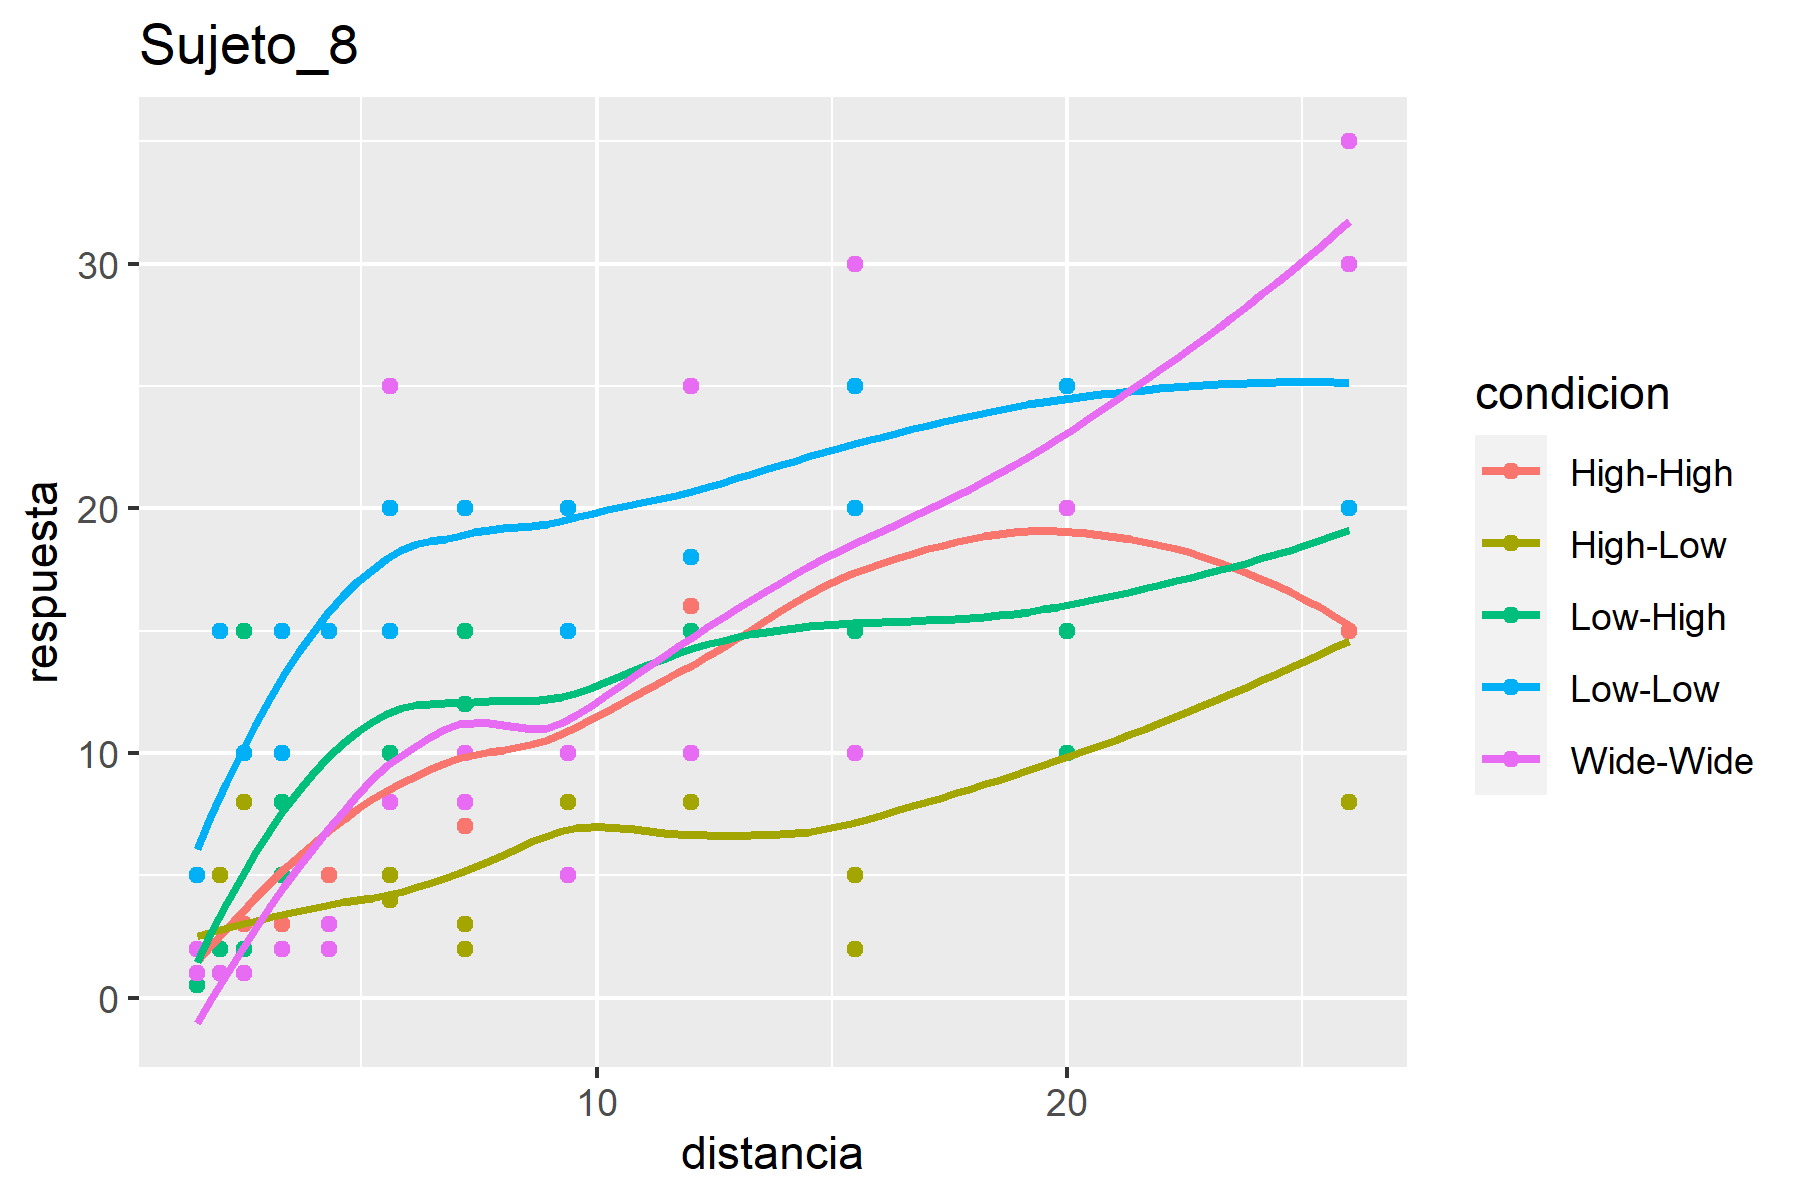 Sujeto_8
respuesta
30
20
10
0
10
20
distancia
condicion
High-High
High-Low
Low-High
Low-Low
Wide-Wide